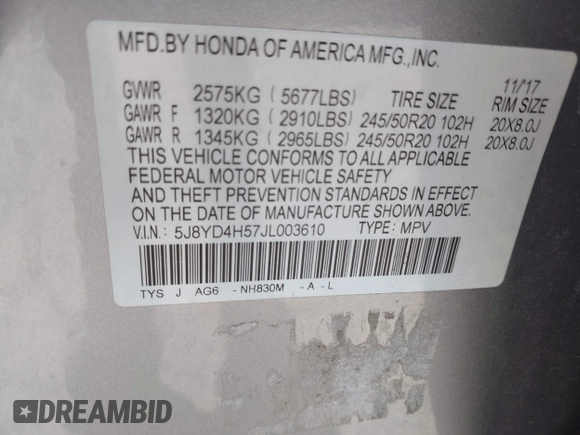 MFD.BY HONDA OF AMERICA MFG.,INC.
11/17
GVWR 2575KG (5677LBS) TIRE SIZE RIM SIZE
GAWR F 1320KG (2910LBS) 245/50R20 102H 20X8.0J
GAWR R 1345KG (2965LBS) 245/50R20 102H 20X8.0J
THIS VEHICLE CONFORMS TO ALL APPLICABLE
FEDERAL MOTOR VEHICLE SAFETY
AND THEFT PREVENTION STANDARDS IN EFFECT
ON THE DATE OF MANUFACTURE SHOWN ABOVE.
V.I.N.: 5J8YD4H57JL003610 TYPE: MPV
TYS J AG6 -NH830M -A-L
DREAMBID